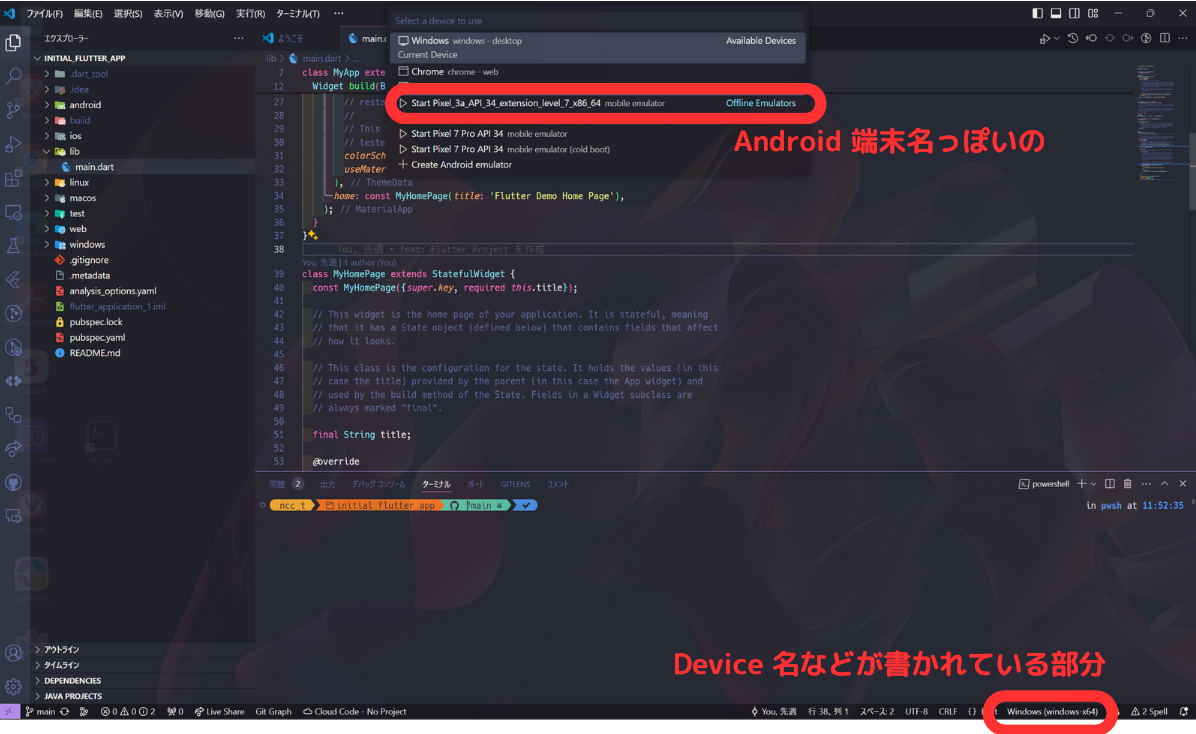 ファイル(F) 編集(E) 選択(S) 表示(V) 移動(G) 実行(R) ターミナル(T) ···
Select a device to use
Windows windows - desktop Available Devices
Current Device
Chrome chrome - web
Start Pixel_3a_API_34_extension_level_7_x86_64 mobile emulator Offline Emulators
Start Pixel 7 Pro API 34 mobile emulator
Start Pixel 7 Pro API 34 mobile emulator (cold boot)
Create Android emulator
Android 端末名っぽいの
エクスプローラー ···
INITIAL_FLUTTER_APP
.dart_tool
.idea
android
build
ios
lib
main.dart
linux
macos
test
web
windows
.gitignore
.metadata
analysis_options.yaml
flutter_application_1.iml
pubspec.lock
pubspec.yaml
README.md
アウトライン
タイムライン
DEPENDENCIES
JAVA PROJECTS
ようこそ main.
lib > main.dart > ...
7 class MyApp exte
12 Widget build(B
27 // resta
28 //
29 // This
30 // teste
31 colorSch
32 useMater
33 ), // ThemeData
34 home: const MyHomePage(title: 'Flutter Demo Home Page'),
35 ); // MaterialApp
36 }
37 }
38 You, 先週 • feat: Flutter Project を作成
You, 先週 | 1 author (You)
39 class MyHomePage extends StatefulWidget {
40 const MyHomePage({super.key, required this.title});
41
42 // This widget is the home page of your application. It is stateful, meaning
43 // that it has a State object (defined below) that contains fields that affect
44 // how it looks.
45
46 // This class is the configuration for the state. It holds the values (in this
47 // case the title) provided by the parent (in this case the App widget) and
48 // used by the build method of the State. Fields in a Widget subclass are
49 // always marked "final".
50
51 final String title;
52
53 @override
問題 2 出力 デバッグ コンソール ターミナル ポート GITLENS コメント powershell
ncc_t initial_flutter_app main ≡
in pwsh at 11:52:35
Device 名などが書かれている部分
main 0 0 2 0 Live Share Git Graph Cloud Code - No Project You, 先週 行 38、列 1 スペース: 2 UTF-8 CRLF {} Windows (windows-x64) 2 Spell